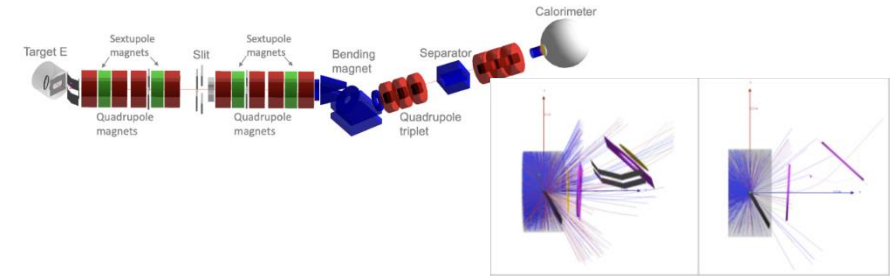 Calorimeter
Sextupole
magnets
Slit
Sextupole
magnets
Bending
magnet
Separator
Target E
Quadrupole
magnets
Quadrupole
magnets
Quadrupole
triplet